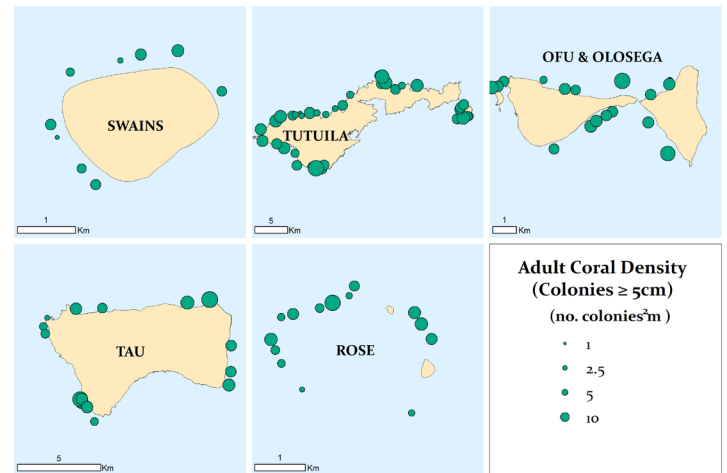 SWAINS
1
Km
TUTUILA
5
Km
OFU & OLOSEGA
1
Km
TAU
5
Km
ROSE
1
Km
Adult Coral Density
(Colonies ≥ 5cm)
(no. colonies²m )
1
2.5
5
10